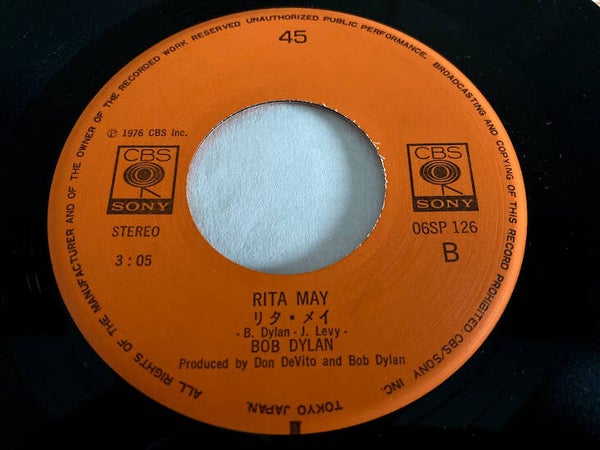 45
ALL RIGHTS OF THE MANUFACTURER AND OF THE OWNER OF THE RECORDED WORK RESERVED UNAUTHORIZED PUBLIC PERFORMANCE. BROADCASTING AND COPYING OF THIS RECORD PROHIBITED CBS/SONY INC.
TOKYO JAPAN.
℗ 1976 CBS Inc.
CBS
SONY
STEREO
3:05
CBS
SONY
06SP 126
B
RITA MAY
リタ・メイ
- B. Dylan - J. Levy -
BOB DYLAN
Produced by Don DeVito and Bob Dylan